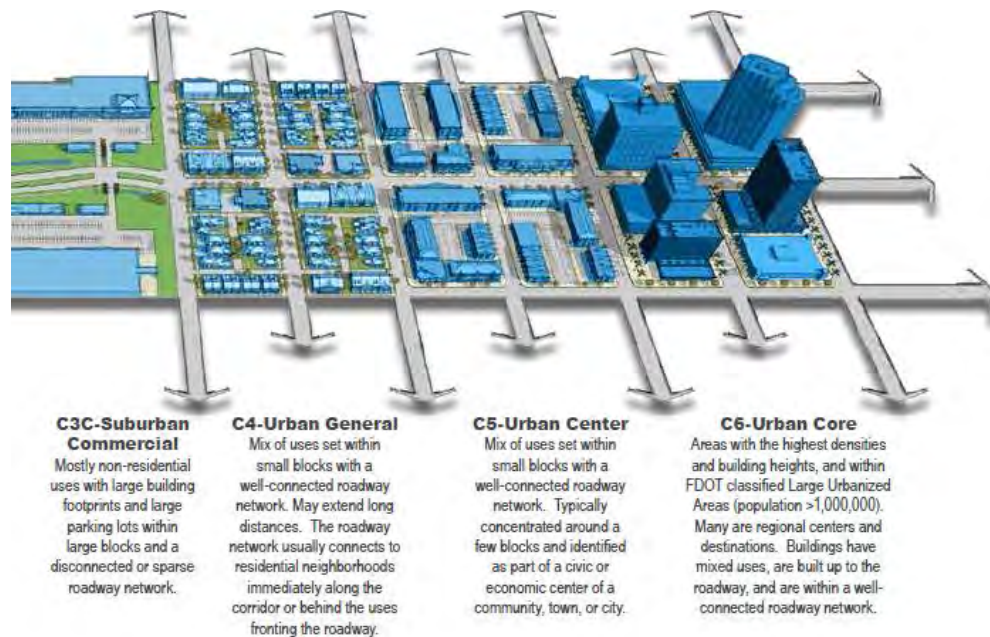 C3C-Suburban
Commercial
Mostly non-residential
uses with large building
footprints and large
parking lots within
large blocks and a
disconnected or sparse
roadway network.
C4-Urban General
Mix of uses set within
small blocks with a
well-connected roadway
network. May extend long
distances. The roadway
network usually connects to
residential neighborhoods
immediately along the
corridor or behind the uses
fronting the roadway.
C5-Urban Center
Mix of uses set within
small blocks with a
well-connected roadway
network. Typically
concentrated around a
few blocks and identified
as part of a civic or
economic center of a
community, town, or city.
C6-Urban Core
Areas with the highest densities
and building heights, and within
FDOT classified Large Urbanized
Areas (population >1,000,000).
Many are regional centers and
destinations. Buildings have
mixed uses, are built up to the
roadway, and are within a well-
connected roadway network.